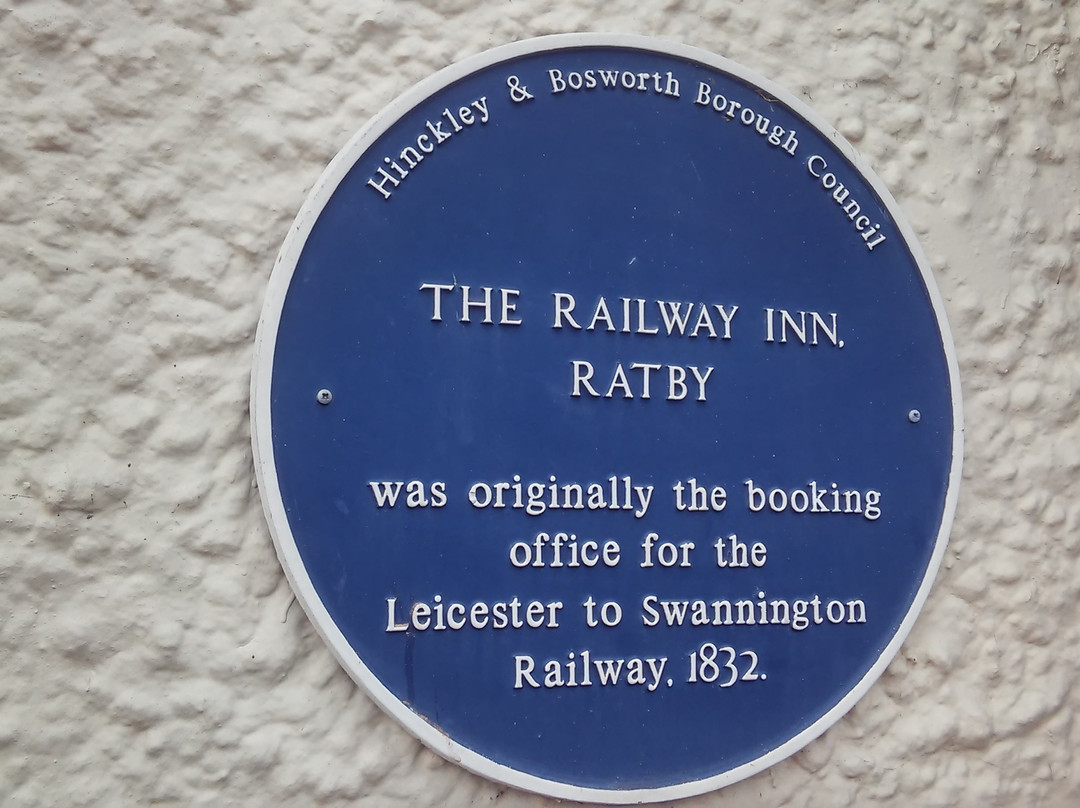 Hinckley & Bosworth Borough Council
THE RAILWAY INN,
RATBY
was originally the booking
office for the
Leicester to Swannington
Railway, 1832.